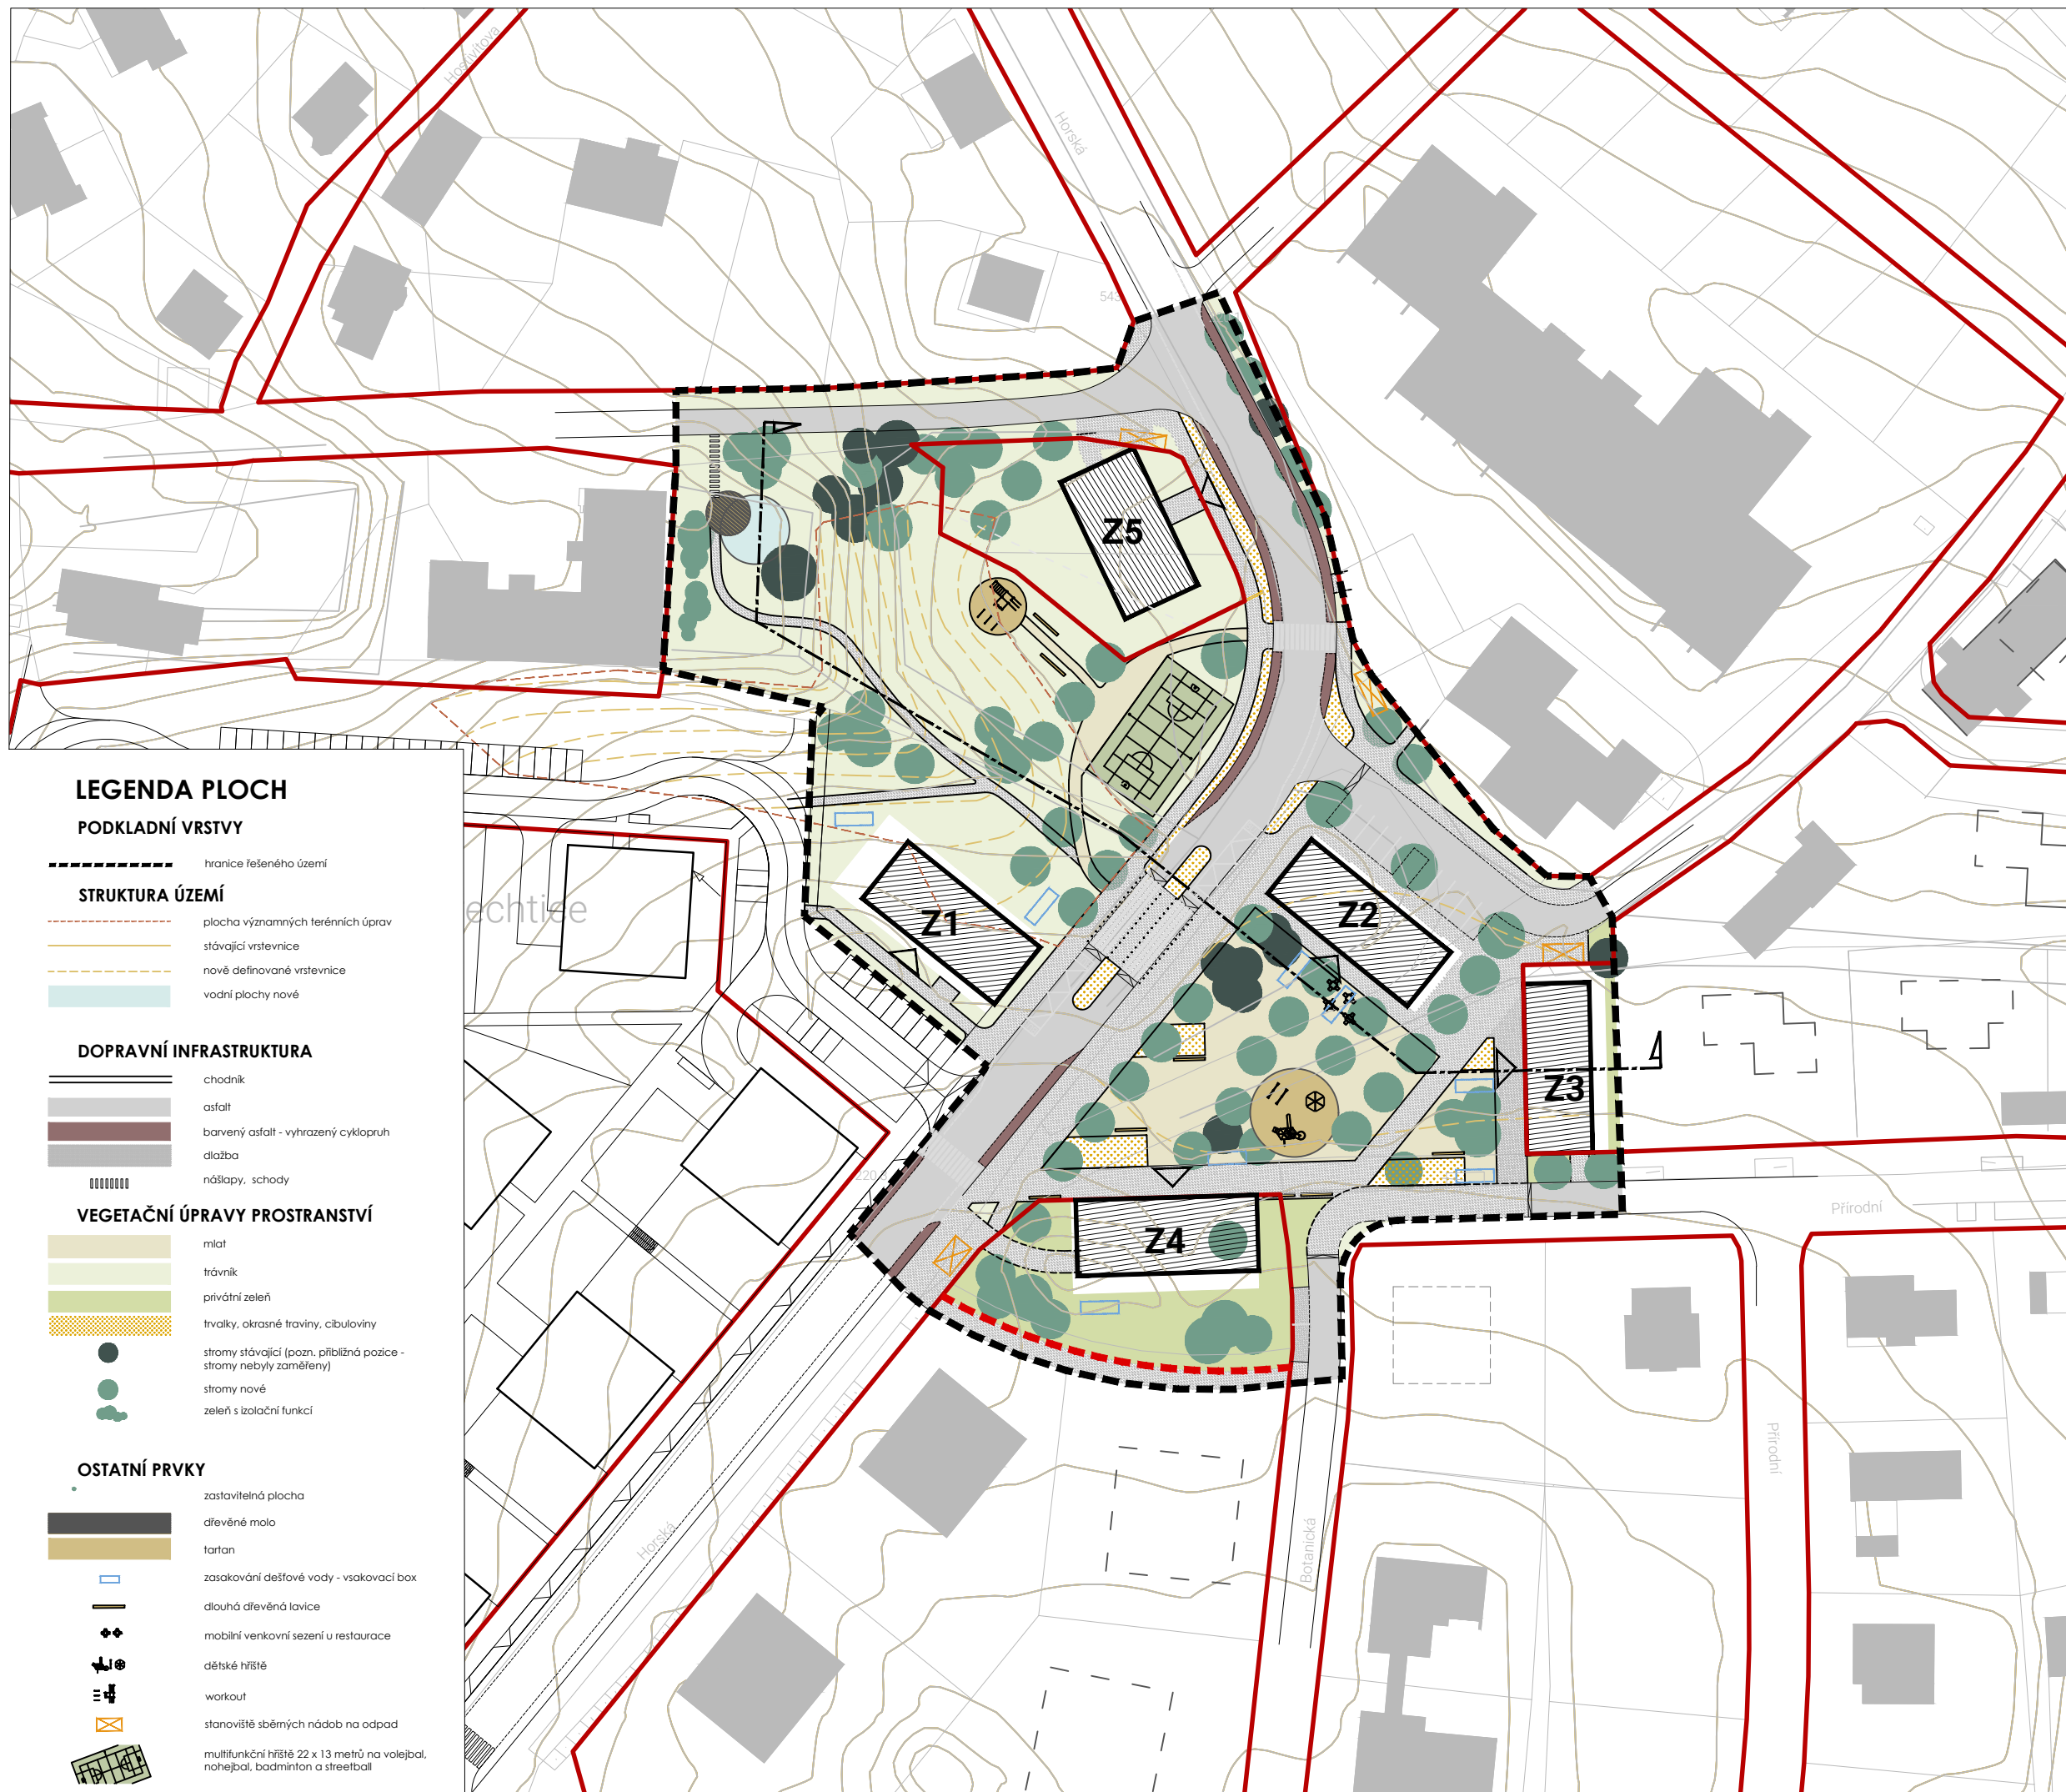 Hostivítova
Horská
543
Z5
Z1
Z2
Z3
Z4
echtice
220
Přírodní
Přírodní
Botanická
Horská
LEGENDA PLOCH
PODKLADNÍ VRSTVY
hranice řešeného území
STRUKTURA ÚZEMÍ
plocha významných terénních úprav
stávající vrstevnice
nově definované vrstevnice
vodní plochy nové
DOPRAVNÍ INFRASTRUKTURA
chodník
asfalt
barvený asfalt - vyhrazený cyklopruh
dlažba
nášlapy, schody
VEGETAČNÍ ÚPRAVY PROSTRANSTVÍ
mlat
trávník
privátní zeleň
trvalky, okrasné traviny, cibuloviny
stromy stávající (pozn. přibližná pozice -
stromy nebyly zaměřeny)
stromy nové
zeleň s izolační funkcí
OSTATNÍ PRVKY
zastavitelná plocha
dřevěné molo
tartan
zasakování dešťové vody - vsakovací box
dlouhá dřevěná lavice
mobilní venkovní sezení u restaurace
dětské hřiště
workout
stanoviště sběrných nádob na odpad
multifunkční hřiště 22 x 13 metrů na volejbal,
nohejbal, badminton a streetball